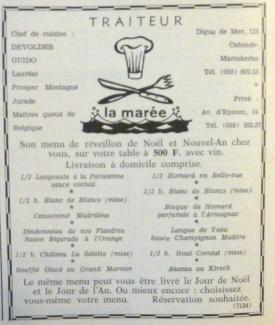 TRAITEUR
Chef de cuisine :
DEVOLDER
GUIDO
Lauréat
Prosper Montagné
Jurade
Maîtres queux de
Belgique
Digue de Mer, 123
Ostende-
Mariakerke
Tél. (059)
*
Privé :
Av. d'Epsom, 34
Tél. (059)
la marée
Son menu de réveillon de Noël et Nouvel-An chez
vous, sur votre table à 500 F. avec vin.
Livraison à domicile comprise.
1/2 Langouste à la Parisienne
sauce coctail
*
1/2 b. Blanc de Blancs (mise)
*
Consommé Madrilène
*
Dindonneau de nos Flandres
Sauce Bigarade à l'Orange
*
1/2 b. Château La Selette (mise)
*
Soufflé Glacé au Grand Marnier
1/2 Homard en Belle-vue
*
1/2 b. Blanc de Blancs (mise)
*
Bisque de Homard
parfumée à l'Armagnac
*
Langue de Veau
Sauce Champignon Madère
*
1/2 b. Haut Comtat (mise)
*
Ananas au Kirsch
Le même menu peut vous être livré le Jour de Noël
et le Jour de l'An. Ou mieux encore : choisissez
vous-même votre menu. Réservation souhaitée.
(7134)